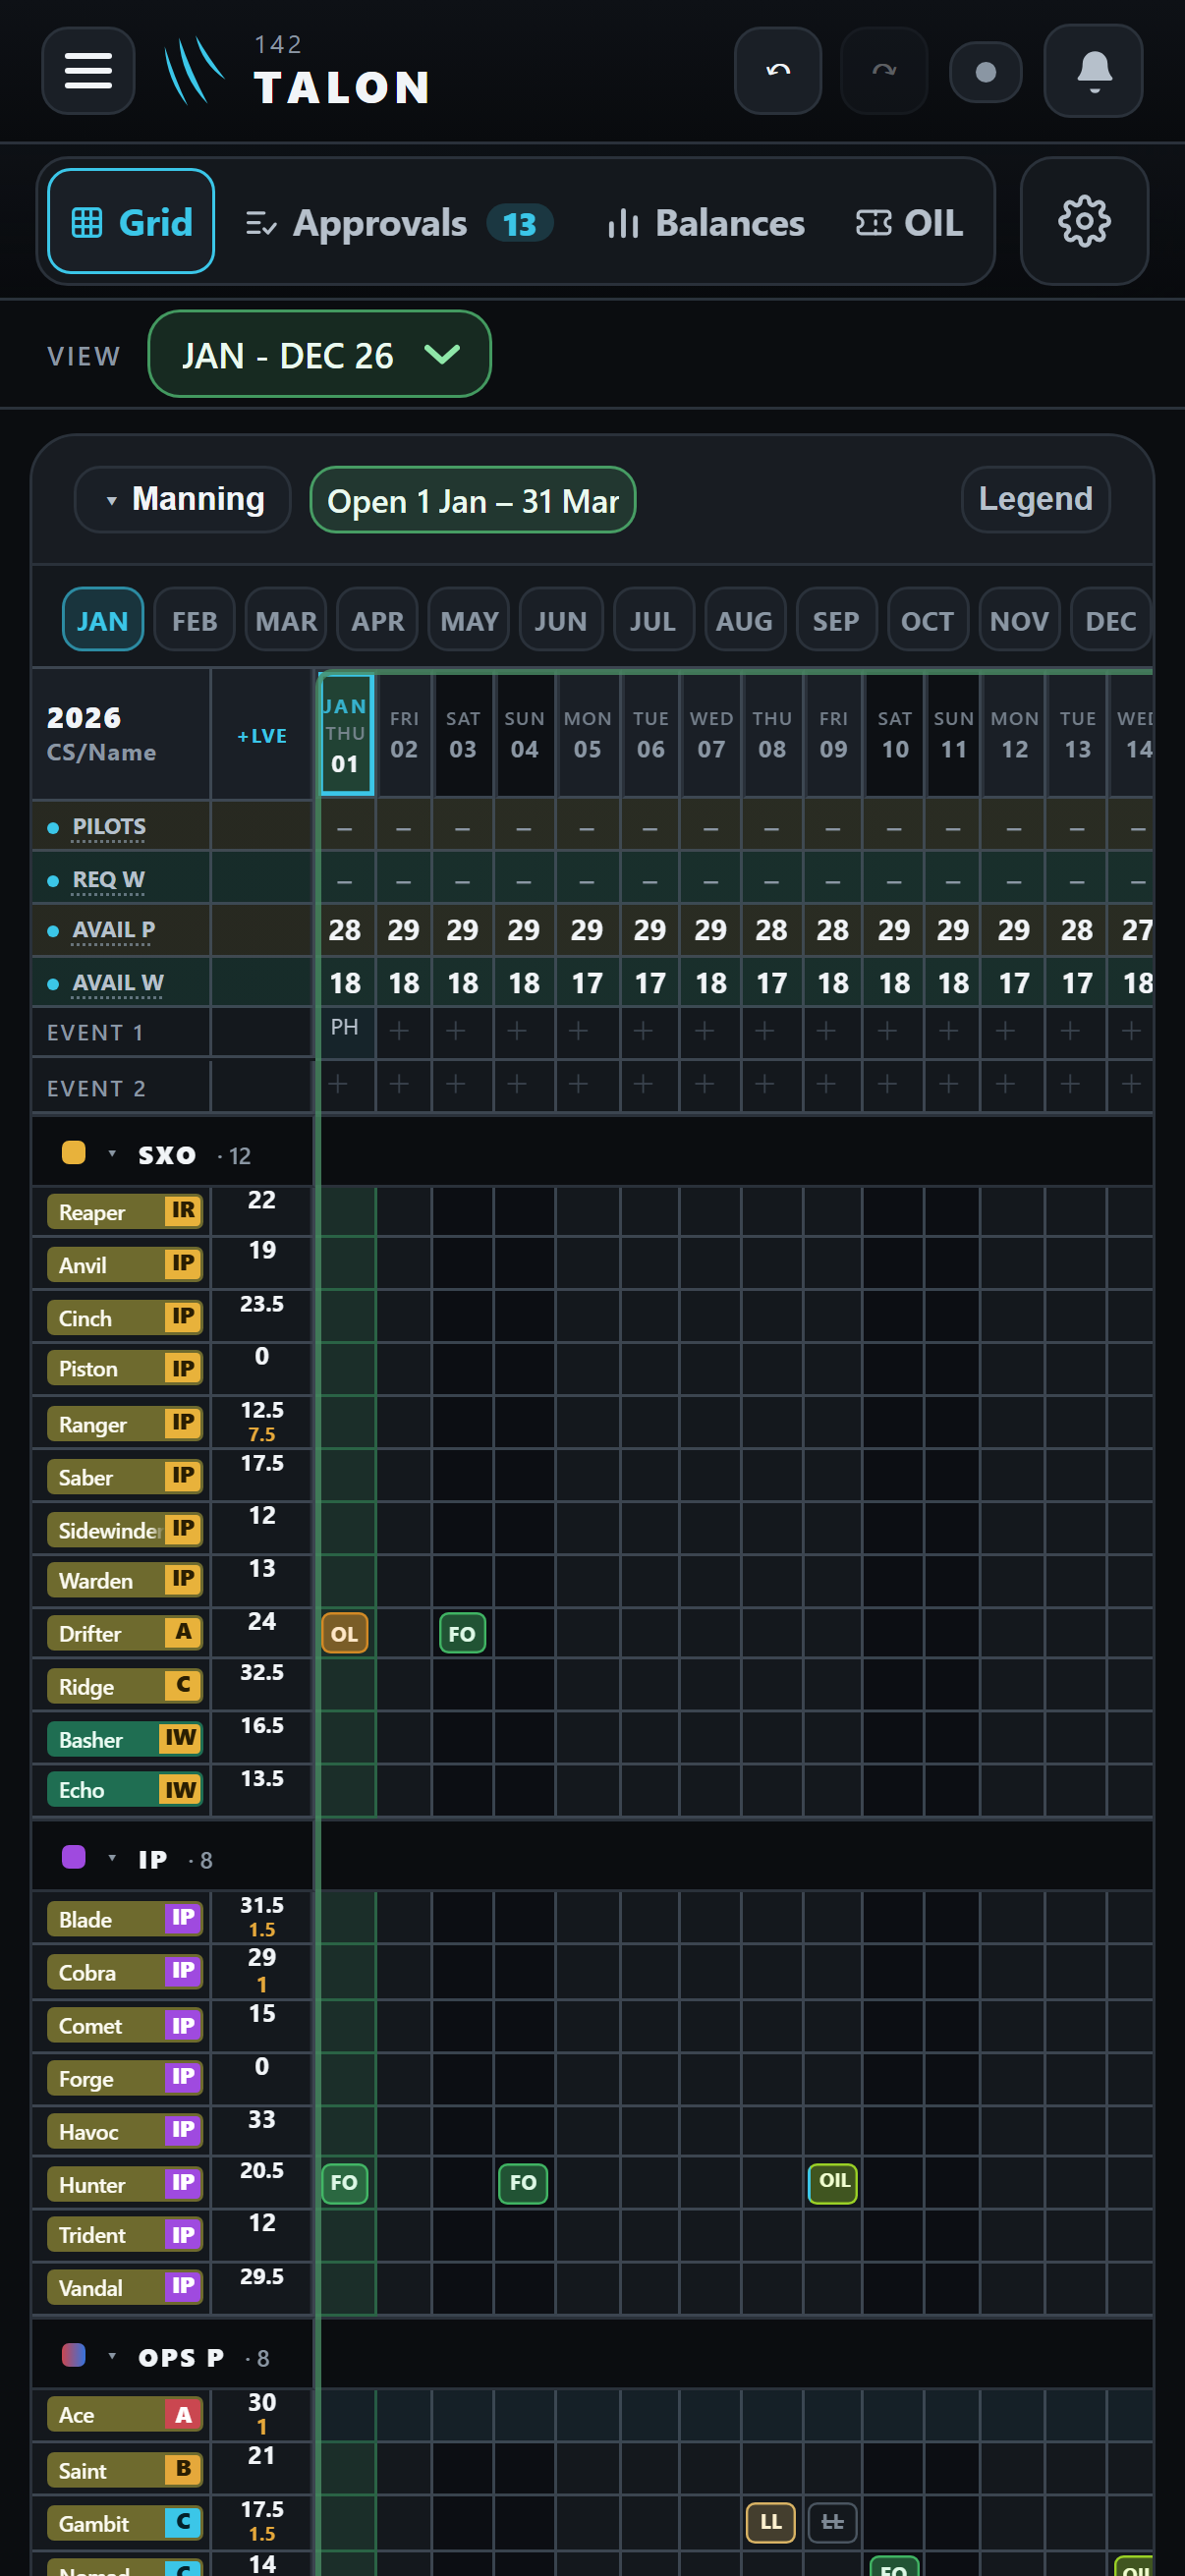 142
TALON
Grid
Approvals 13
Balances
OIL
VIEW JAN - DEC 26
▾ Manning Open 1 Jan – 31 Mar Legend
JAN FEB MAR APR MAY JUN JUL AUG SEP OCT NOV DEC
2026
CS/Name
+LVE
JAN THU 01
FRI 02
SAT 03
SUN 04
MON 05
TUE 06
WED 07
THU 08
FRI 09
SAT 10
SUN 11
MON 12
TUE 13
WED 14
PILOTS – – – – – – – – – – – – – –
REQ W – – – – – – – – – – – – – –
AVAIL P 28 29 29 29 29 29 29 28 28 29 29 29 28 27
AVAIL W 18 18 18 18 17 17 18 17 18 18 18 17 17 18
EVENT 1 PH + + + + + + + + + + + + +
EVENT 2 + + + + + + + + + + + + + +
▾ SXO · 12
Reaper IR 22
Anvil IP 19
Cinch IP 23.5
Piston IP 0
Ranger IP 12.5
7.5
Saber IP 17.5
Sidewinder IP 12
Warden IP 13
Drifter A 24 OL FO
Ridge C 32.5
Basher IW 16.5
Echo IW 13.5
▾ IP · 8
Blade IP 31.5
1.5
Cobra IP 29
1
Comet IP 15
Forge IP 0
Havoc IP 33
Hunter IP 20.5 FO FO OIL
Trident IP 12
Vandal IP 29.5
▾ OPS P · 8
Ace A 30
1
Saint B 21
Gambit C 17.5 LL LL
1.5
Nomad C 14 FO OIL